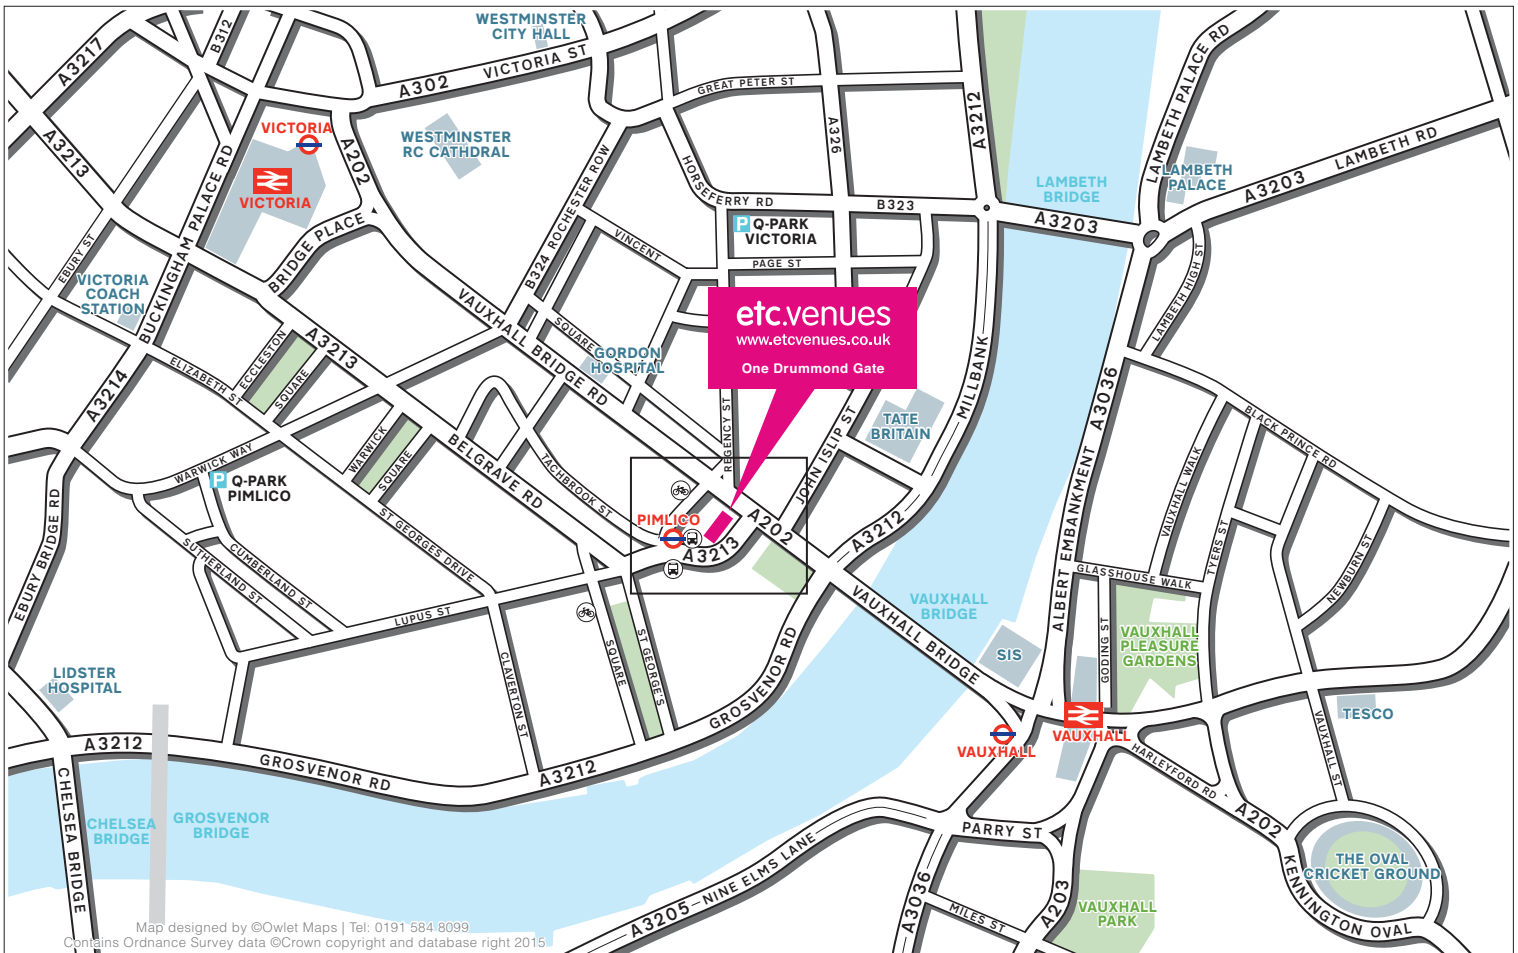 WESTMINSTER
CITY HALL
A3217
B312
A302
VICTORIA ST
GREAT PETER ST
A3212
A326
LAMBETH PALACE RD
LAMBETH RD
A3203
LAMBETH
PALACE
VICTORIA
VICTORIA
A202
WESTMINSTER
RC CATHDRAL
A3213
BUCKINGHAM PALACE RD
BRIDGE PLACE
EBURY ST
VICTORIA
COACH
STATION
HORSEFERRY RD
B323
LAMBETH
BRIDGE
A3203
P
Q-PARK
VICTORIA
PAGE ST
B324 ROCHESTER ROW
VINCENT
SQUARE
LAMBETH HIGH ST
etc.venues
www.etcvenues.co.uk
One Drummond Gate
VAUXHALL BRIDGE RD
GORDON
HOSPITAL
A3213
ECCLESTON
SQUARE
ELIZABETH ST
A3214
MILLBANK
TATE
BRITAIN
REGENCY ST
JOHN ISLIP ST
A3036
ALBERT EMBANKMENT
BLACK PRINCE RD
VAUXHALL WALK
TYERS ST
NEWBURN ST
GLASSHOUSE WALK
GODING ST
WARWICK WAY
WARWICK
SQUARE
BELGRAVE RD
TACHBROOK ST
P
Q-PARK
PIMLICO
ST GEORGES DRIVE
PIMLICO
A3213
A202
A3212
EBURY BRIDGE RD
SUTHERLAND ST
CUMBERLAND ST
LUPUS ST
CLAVERTON ST
SQUARE
ST GEORGE'S
GROSVENOR RD
VAUXHALL
BRIDGE
VAUXHALL BRIDGE
SIS
VAUXHALL
PLEASURE
GARDENS
LIDSTER
HOSPITAL
A3212
GROSVENOR RD
A3212
CHELSEA BRIDGE
CHELSEA
BRIDGE
GROSVENOR
BRIDGE
VAUXHALL
VAUXHALL
TESCO
VAUXHALL ST
HARLEYFORD RD
A202
PARRY ST
A3205
NINE ELMS LANE
A3036
MILES ST
A203
VAUXHALL
PARK
THE OVAL
CRICKET GROUND
KENNINGTON OVAL
Map designed by ©Owlet Maps | Tel: 0191 584 8099
Contains Ordnance Survey data ©Crown copyright and database right 2015